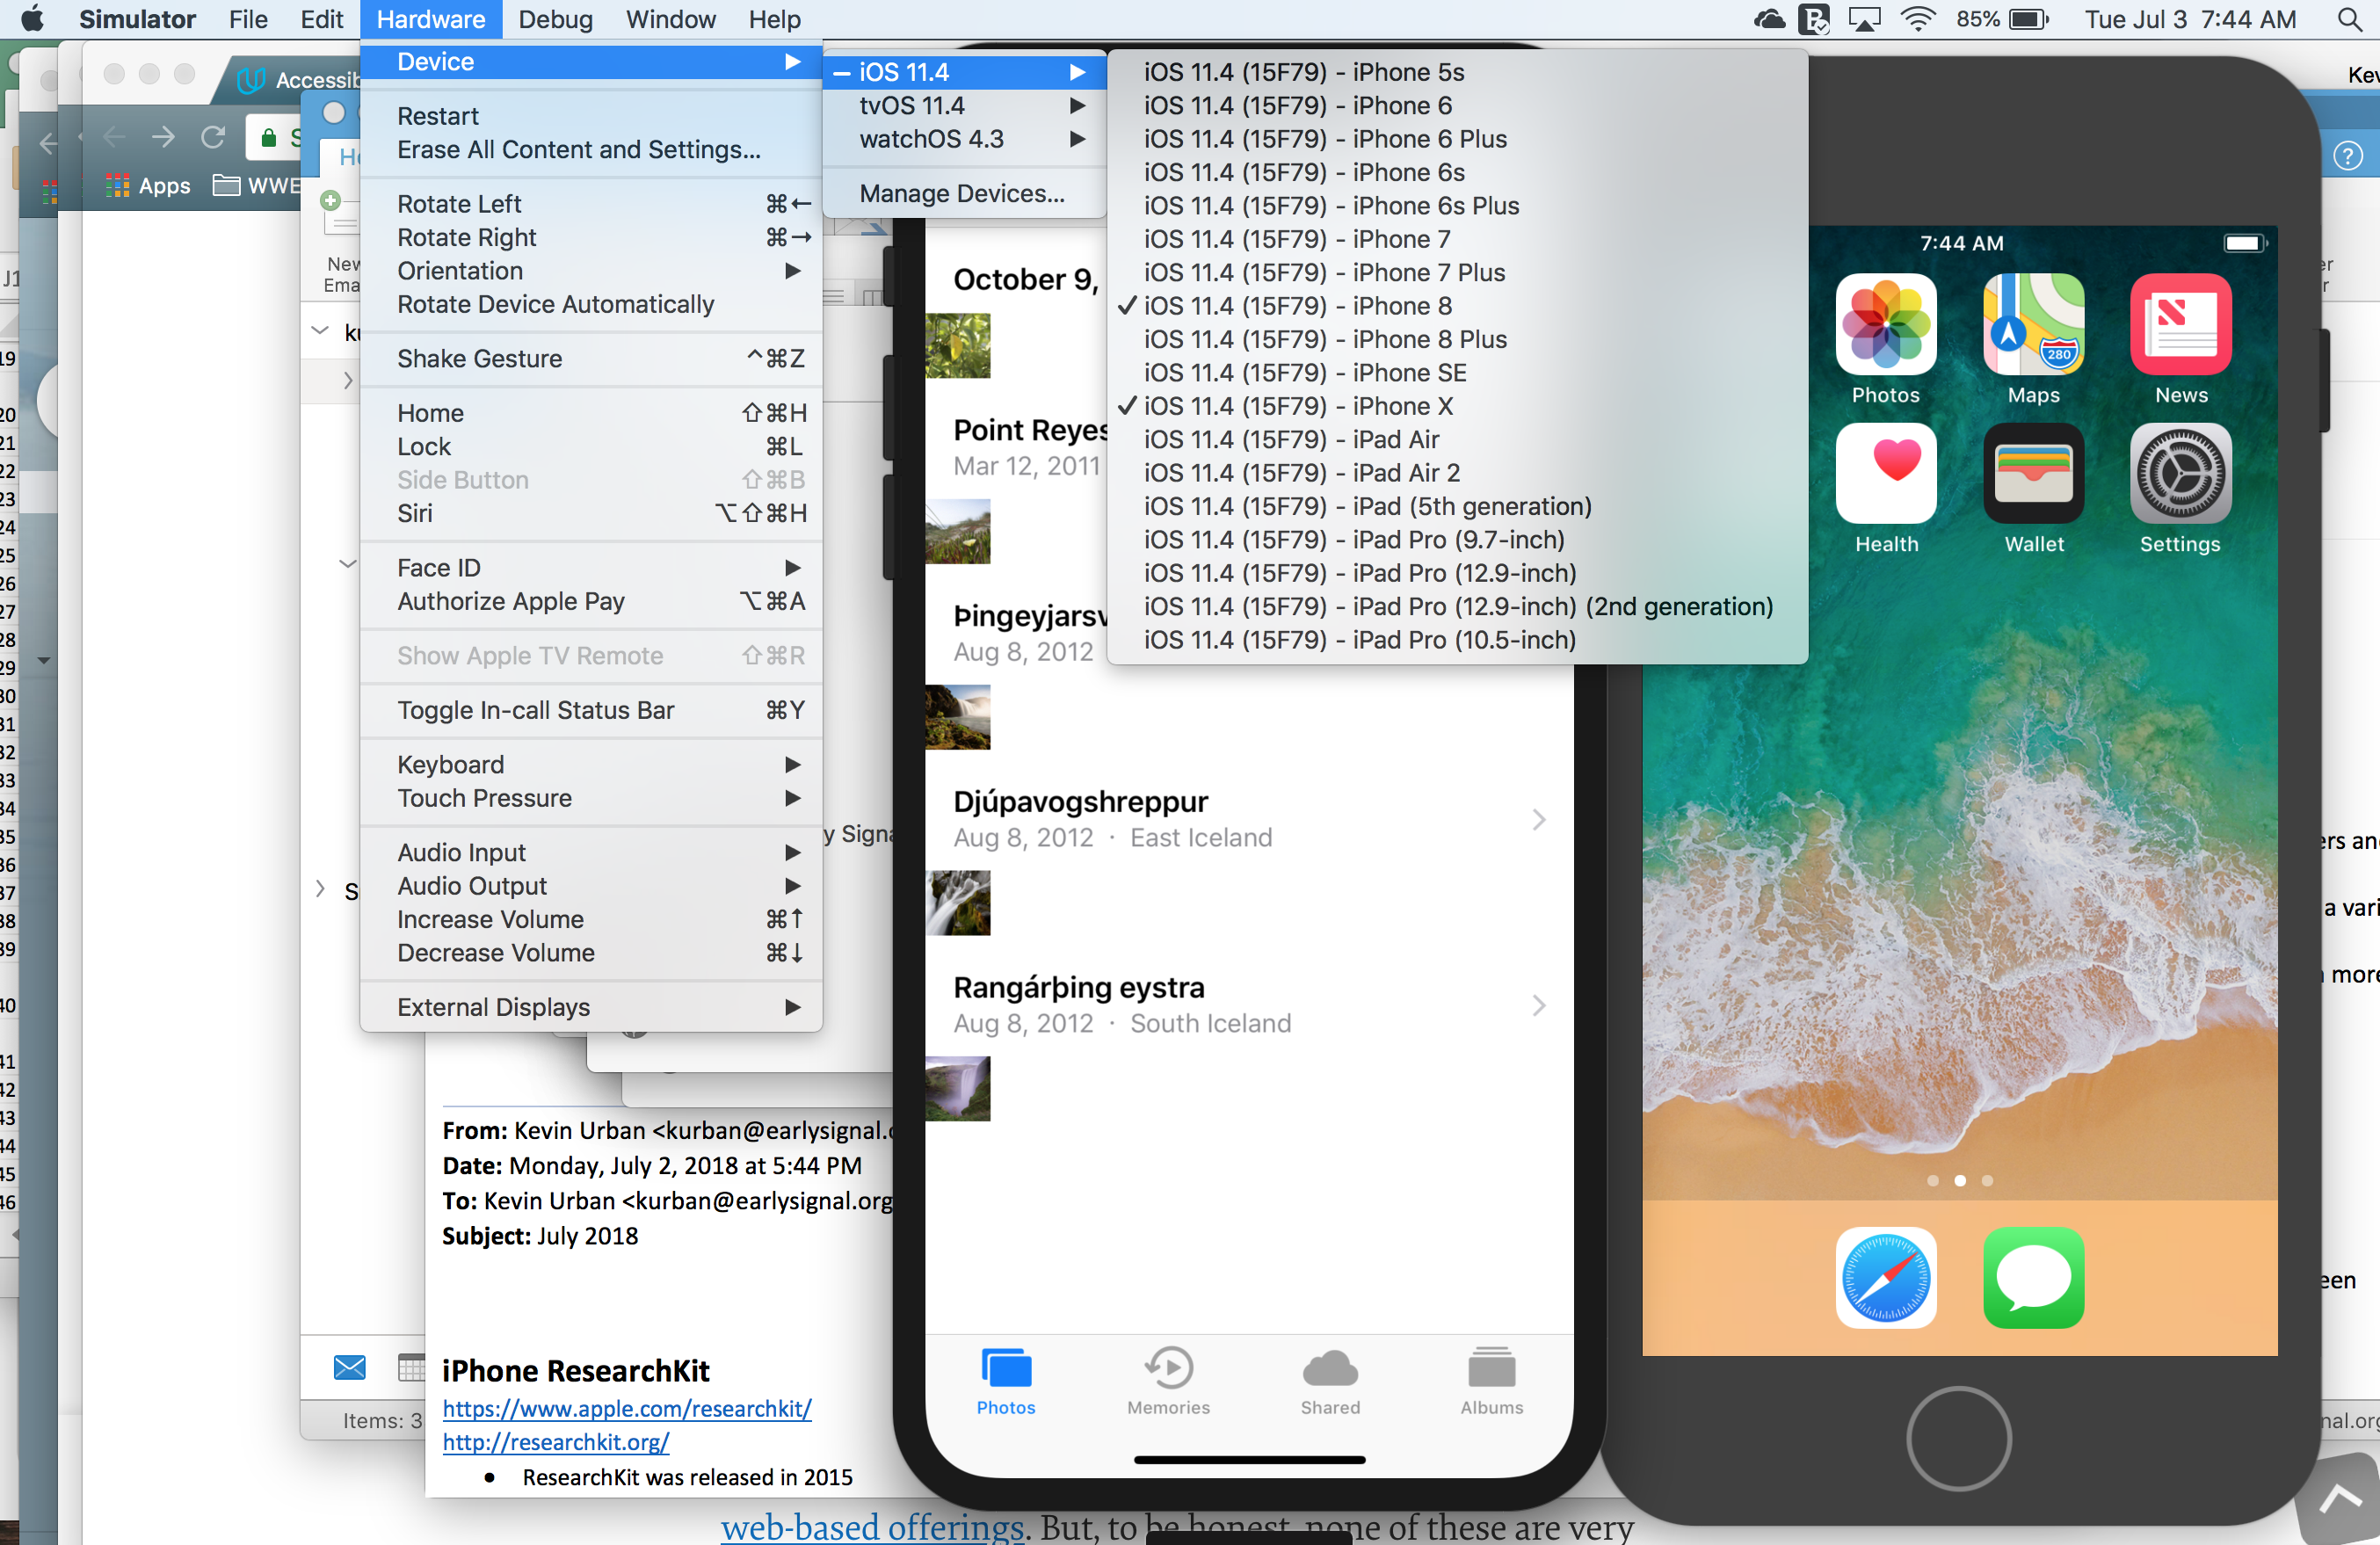 Simulator File Edit Hardware Debug Window Help 85% Tue Jul 3 7:44 AM
Device
Restart
Erase All Content and Settings...
Rotate Left ⌘←
Rotate Right ⌘→
Orientation
Rotate Device Automatically
Shake Gesture ^⌘Z
Home ⇧⌘H
Lock ⌘L
Side Button ⇧⌘B
Siri ⌥⇧⌘H
Face ID
Authorize Apple Pay ⌥⌘A
Show Apple TV Remote ⇧⌘R
Toggle In-call Status Bar ⌘Y
Keyboard
Touch Pressure
Audio Input
Audio Output
Increase Volume ⌘↑
Decrease Volume ⌘↓
External Displays
iOS 11.4
tvOS 11.4
watchOS 4.3
Manage Devices...
iOS 11.4 (15F79) - iPhone 5s
iOS 11.4 (15F79) - iPhone 6
iOS 11.4 (15F79) - iPhone 6 Plus
iOS 11.4 (15F79) - iPhone 6s
iOS 11.4 (15F79) - iPhone 6s Plus
iOS 11.4 (15F79) - iPhone 7
iOS 11.4 (15F79) - iPhone 7 Plus
✓ iOS 11.4 (15F79) - iPhone 8
iOS 11.4 (15F79) - iPhone 8 Plus
iOS 11.4 (15F79) - iPhone SE
✓ iOS 11.4 (15F79) - iPhone X
iOS 11.4 (15F79) - iPad Air
iOS 11.4 (15F79) - iPad Air 2
iOS 11.4 (15F79) - iPad (5th generation)
iOS 11.4 (15F79) - iPad Pro (9.7-inch)
iOS 11.4 (15F79) - iPad Pro (12.9-inch)
iOS 11.4 (15F79) - iPad Pro (12.9-inch) (2nd generation)
iOS 11.4 (15F79) - iPad Pro (10.5-inch)
Apps WWE
New
October 9,
Point Reyes
Mar 12, 2011
Aug 8, 2012
Djúpavogshreppur
Aug 8, 2012 · East Iceland
Rangárþing eystra
Aug 8, 2012 · South Iceland
Photos Memories Shared Albums
7:44 AM
280
Photos Maps News
Health Wallet Settings
From: Kevin Urban <kurban@earlysignal.
Date: Monday, July 2, 2018 at 5:44 PM
To: Kevin Urban <kurban@earlysignal.org
Subject: July 2018
iPhone ResearchKit
https://www.apple.com/researchkit/
http://researchkit.org/
• ResearchKit was released in 2015
Items: 3
web-based offerings. But, to be honest, none of these are very
a vari
more